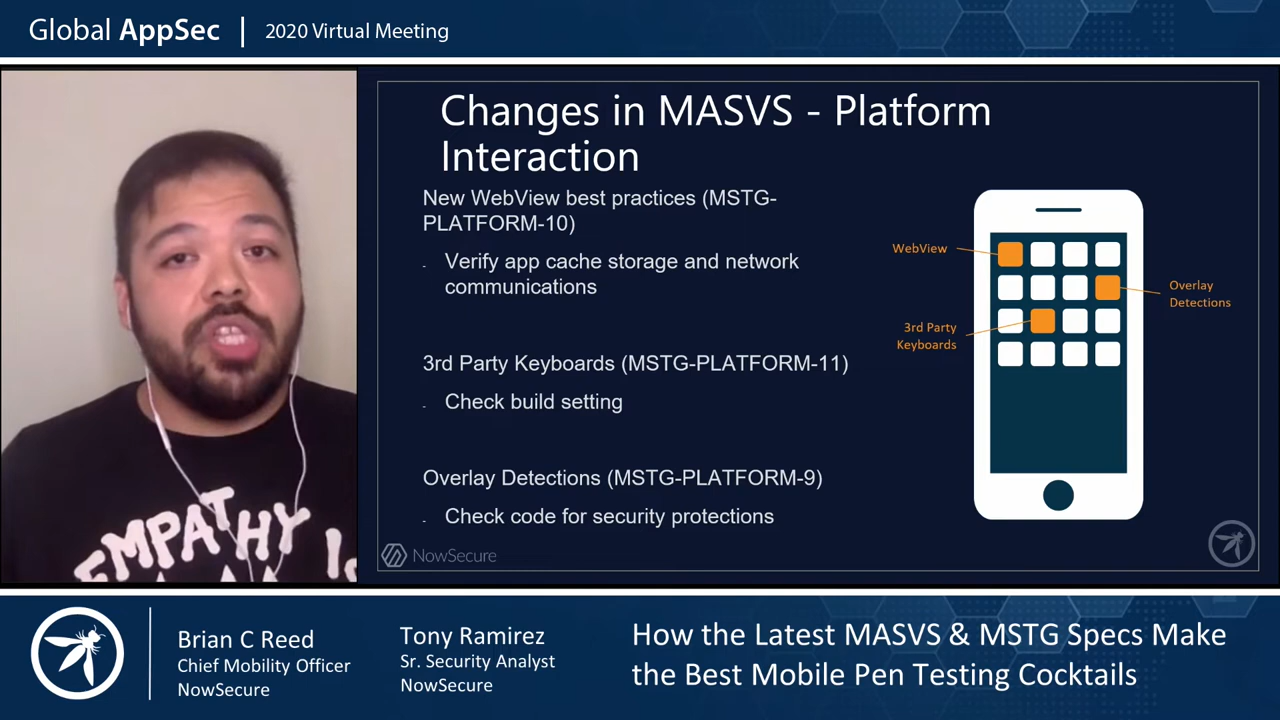 Global AppSec | 2020 Virtual Meeting
Changes in MASVS - Platform
Interaction
New WebView best practices (MSTG-
PLATFORM-10)
- Verify app cache storage and network
communications
3rd Party Keyboards (MSTG-PLATFORM-11)
- Check build setting
Overlay Detections (MSTG-PLATFORM-9)
- Check code for security protections
WebView
Overlay
Detections
3rd Party
Keyboards
NowSecure
EMPATHY IS
Brian C Reed
Chief Mobility Officer
NowSecure
Tony Ramirez
Sr. Security Analyst
NowSecure
How the Latest MASVS & MSTG Specs Make
the Best Mobile Pen Testing Cocktails